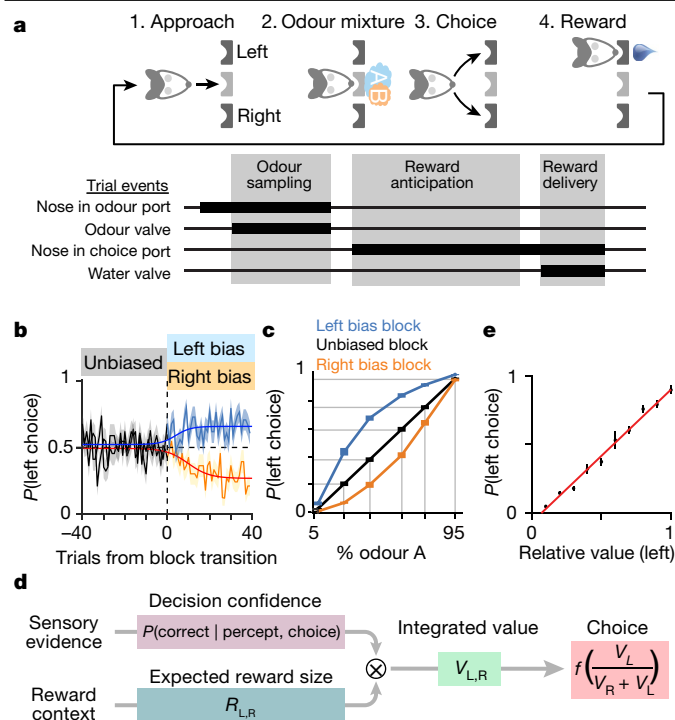 a
1. Approach
2. Odour mixture
3. Choice
4. Reward
Left
Right
A
B
Odour sampling
Reward anticipation
Reward delivery
Trial events
Nose in odour port
Odour valve
Nose in choice port
Water valve
b
Unbiased
Left bias
Right bias
P(left choice)
1
0.5
0
−40
0
40
Trials from block transition
c
Left bias block
Unbiased block
Right bias block
P(left choice)
1
0
5
95
% odour A
e
P(left choice)
1
0
0
1
Relative value (left)
d
Sensory evidence
Decision confidence
P(correct | percept, choice)
Reward context
Expected reward size
R L,R
⊗
Integrated value
V L,R
Choice
f(V L / V R + V L)